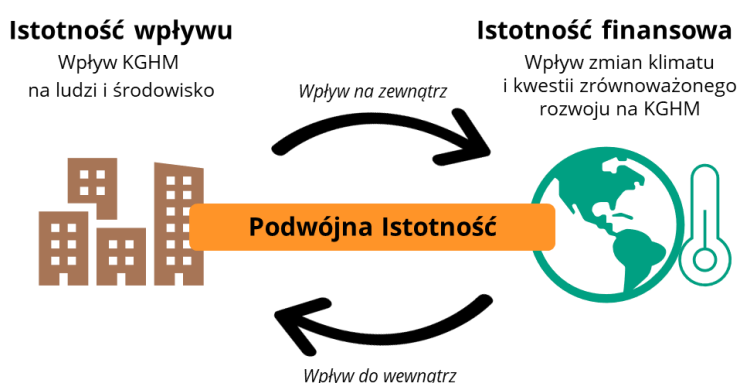 Istotność wpływu
Wpływ KGHM
na ludzi i środowisko
Istotność finansowa
Wpływ zmian klimatu
i kwestii zrównoważonego
rozwoju na KGHM
Wpływ na zewnątrz
Podwójna Istotność
Wpływ do wewnątrz